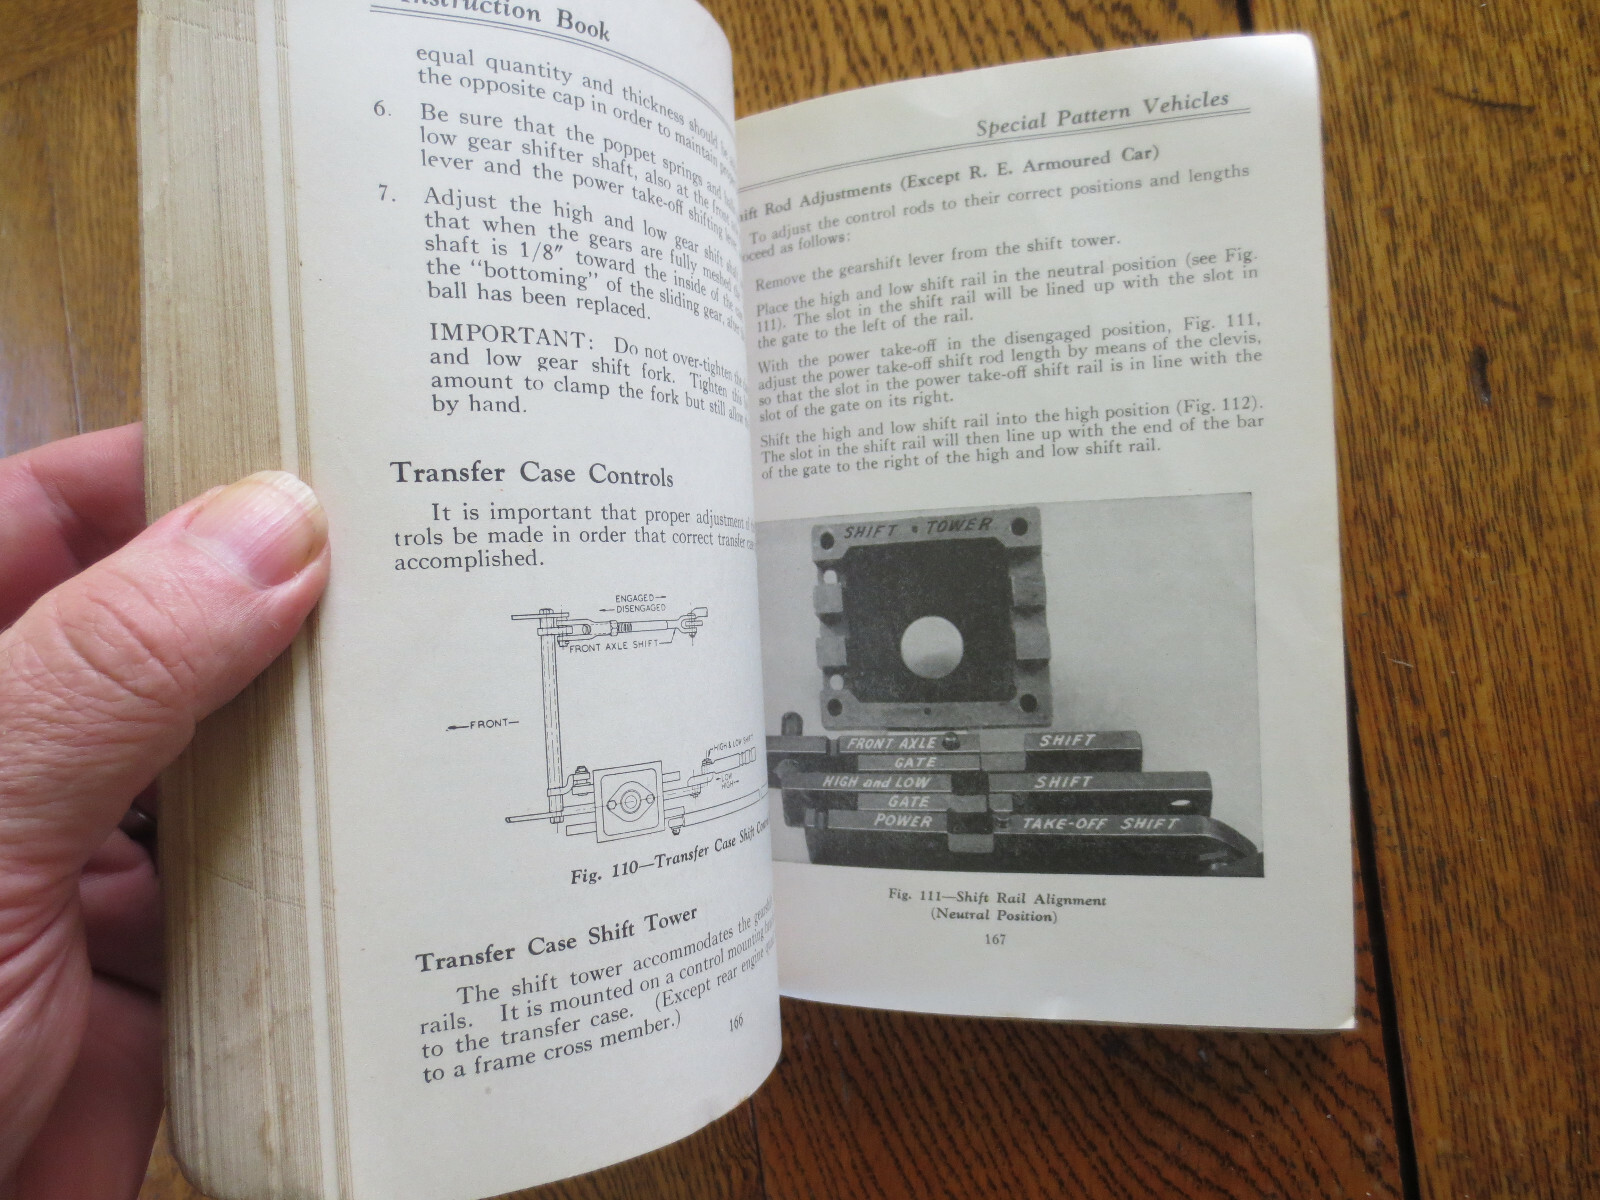 Instruction Book
equal quantity and thickness should be
the opposite cap in order to maintain
6. Be sure that the poppet springs and
low gear shifter shaft, also at the front
lever and the power take-off shifting
7. Adjust the high and low gear shift
that when the gears are fully meshed
shaft is 1/8" toward the inside of the
the "bottoming" of the sliding gear, after
ball has been replaced.
IMPORTANT: Do not over-tighten the
and low gear shift fork. Tighten this
amount to clamp the fork but still allow
by hand.
Transfer Case Controls
It is important that proper adjustment of
trols be made in order that correct transfer
accomplished.
ENGAGED
DISENGAGED
FRONT AXLE SHIFT
FRONT
HIGH & LOW SHIFT
LOW
HIGH
Fig. 110—Transfer Case Shift
Transfer Case Shift Tower
The shift tower accommodates the
rails. It is mounted on a control mounting
to the transfer case. (Except rear engine
to a frame cross member.)
166
Special Pattern Vehicles
ift Rod Adjustments (Except R. E. Armoured Car)
To adjust the control rods to their correct positions and lengths
oceed as follows:
Remove the gearshift lever from the shift tower.
Place the high and low shift rail in the neutral position (see Fig.
111). The slot in the shift rail will be lined up with the slot in
the gate to the left of the rail.
With the power take-off in the disengaged position, Fig. 111,
adjust the power take-off shift rod length by means of the clevis,
so that the slot in the power take-off shift rail is in line with the
slot of the gate on its right.
Shift the high and low shift rail into the high position (Fig. 112).
The slot in the shift rail will then line up with the end of the bar
of the gate to the right of the high and low shift rail.
SHIFT TOWER
FRONT AXLE SHIFT
GATE
HIGH and LOW SHIFT
GATE
POWER TAKE-OFF SHIFT
Fig. 111—Shift Rail Alignment
(Neutral Position)
167